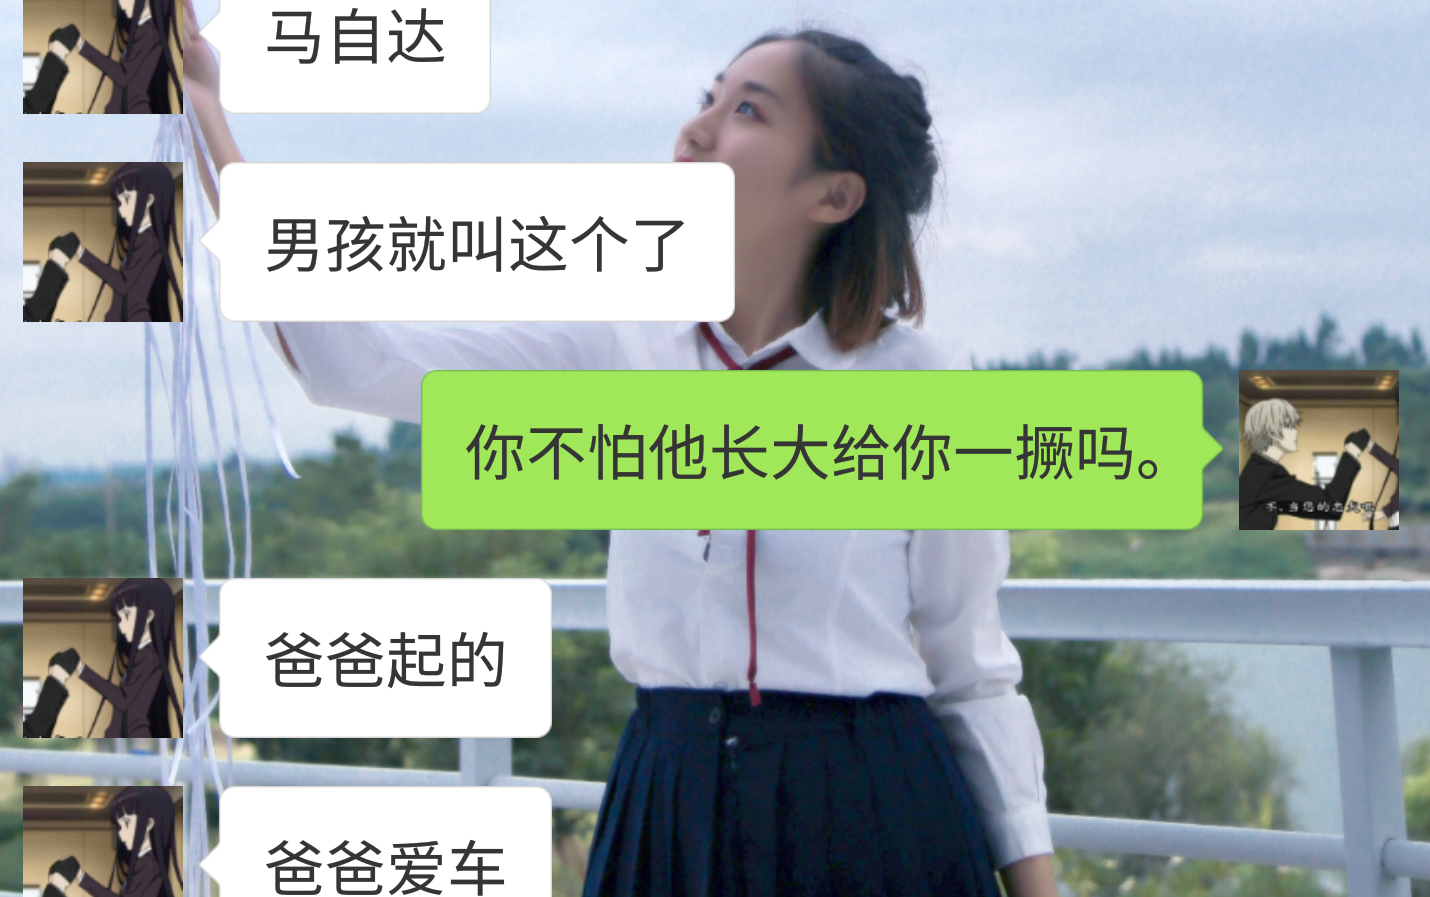 马自达
男孩就叫这个了
你不怕他长大给你一撅吗。
爸爸起的
爸爸爱车